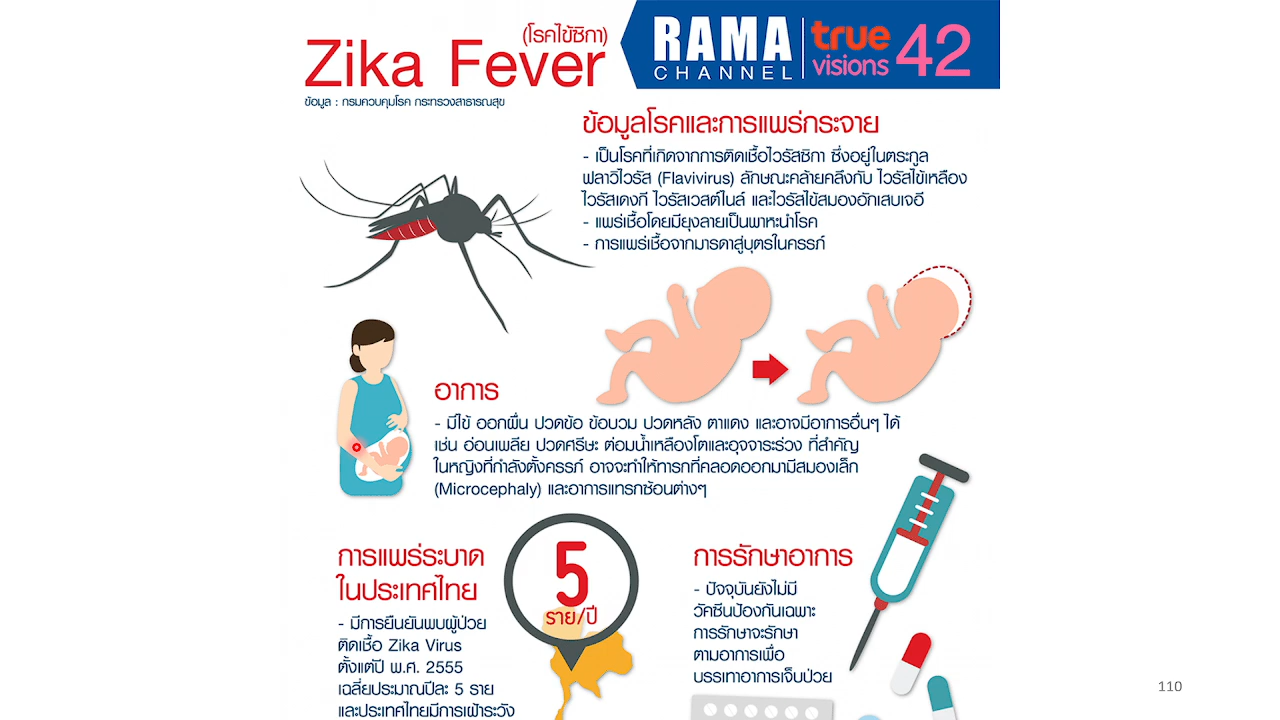 (โรคไข้ซิกา)
Zika Fever
ข้อมูล : กรมควบคุมโรค กระทรวงสาธารณสุข
RAMA
CHANNEL
true
visions
42
ข้อมูลโรคและการแพร่กระจาย
- เป็นโรคที่เกิดจากการติดเชื้อไวรัสซิกา ซึ่งอยู่ในตระกูล
ฟลาวิไวรัส (Flavivirus) ลักษณะคล้ายคลึงกับ ไวรัสไข้เหลือง
ไวรัสเดงกี ไวรัสเวสต์ไนล์ และไวรัสไข้สมองอักเสบเจอี
- แพร่เชื้อโดยมียุงลายเป็นพาหะนำโรค
- การแพร่เชื้อจากมารดาสู่บุตรในครรภ์
อาการ
- มีไข้ ออกผื่น ปวดข้อ ข้อบวม ปวดหลัง ตาแดง และอาจมีอาการอื่นๆ ได้
เช่น อ่อนเพลีย ปวดศรีษะ ต่อมน้ำเหลืองโตและอุจจาระร่วง ที่สำคัญ
ในหญิงที่กำลังตั้งครรภ์ อาจจะทำให้ทารกที่คลอดออกมามีสมองเล็ก
(Microcephaly) และอาการแทรกซ้อนต่างๆ
การแพร่ระบาด
ในประเทศไทย
- มีการยืนยันพบผู้ป่วย
ติดเชื้อ Zika Virus
ตั้งแต่ปี พ.ศ. 2555
เฉลี่ยประมาณปีละ 5 ราย
และประเทศไทยมีการเฝ้าระวัง
5
ราย/ปี
การรักษาอาการ
- ปัจจุบันยังไม่มี
วัคซีนป้องกันเฉพาะ
การรักษาจะรักษา
ตามอาการเพื่อ
บรรเทาอาการเจ็บป่วย
110